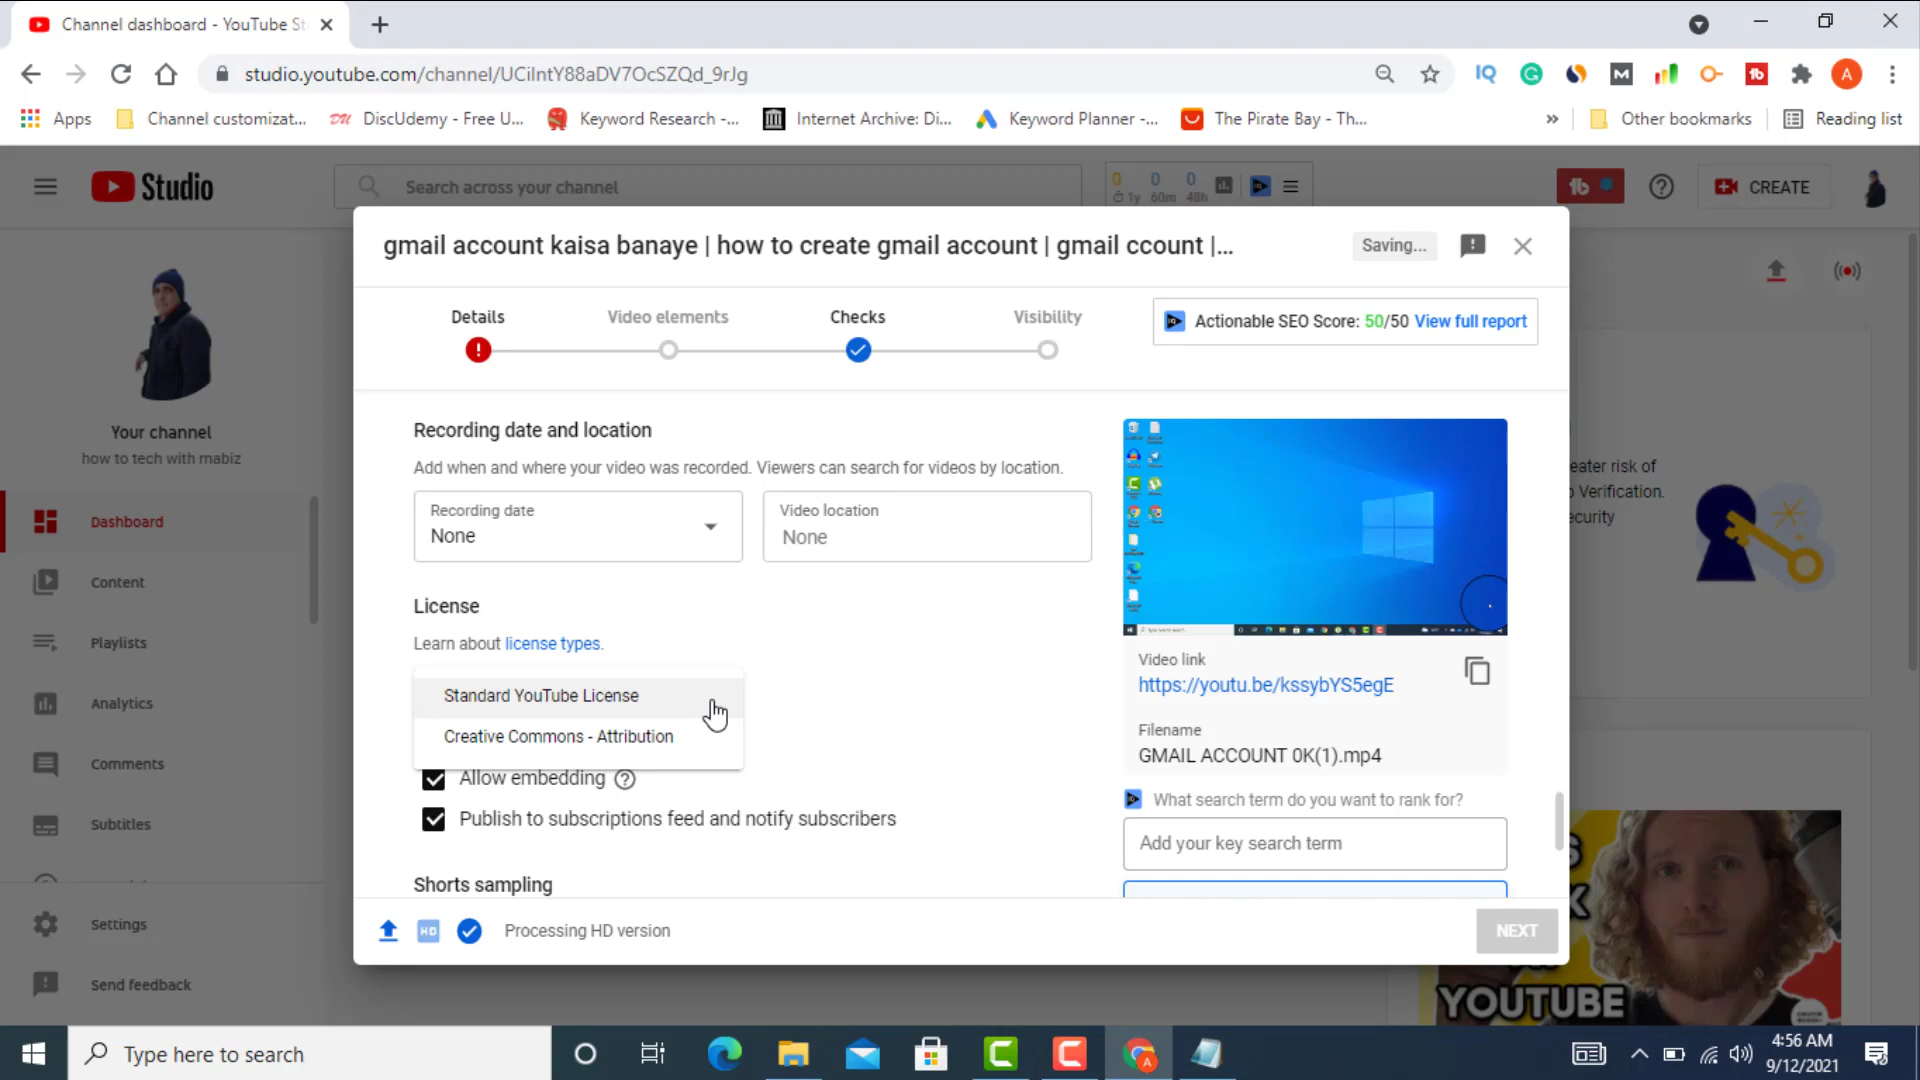 Channel dashboard - YouTube St
studio.youtube.com/channel/UCiIntY88aDV7OcSZQd_9rJg
Apps
Channel customizat...
DiscUdemy - Free U...
Keyword Research -...
Internet Archive: Di...
Keyword Planner -...
The Pirate Bay - Th...
Other bookmarks
Reading list
Studio
Search across your channel
0 0 0
1y 60m 48h
CREATE
gmail account kaisa banaye | how to create gmail account | gmail ccount |...
Saving...
Details
Video elements
Checks
Visibility
Actionable SEO Score: 50/50 View full report
Your channel
how to tech with mabiz
Dashboard
Content
Playlists
Analytics
Comments
Subtitles
Settings
Send feedback
Recording date and location
Add when and where your video was recorded. Viewers can search for videos by location.
Recording date
None
Video location
None
License
Learn about license types.
Standard YouTube License
Creative Commons - Attribution
Allow embedding
Publish to subscriptions feed and notify subscribers
Shorts sampling
Video link
https://youtu.be/kssybYS5egE
Filename
GMAIL ACCOUNT 0K(1).mp4
What search term do you want to rank for?
Add your key search term
HD
Processing HD version
NEXT
eater risk of
Verification.
ecurity
YOUTUBE
Type here to search
4:56 AM
9/12/2021